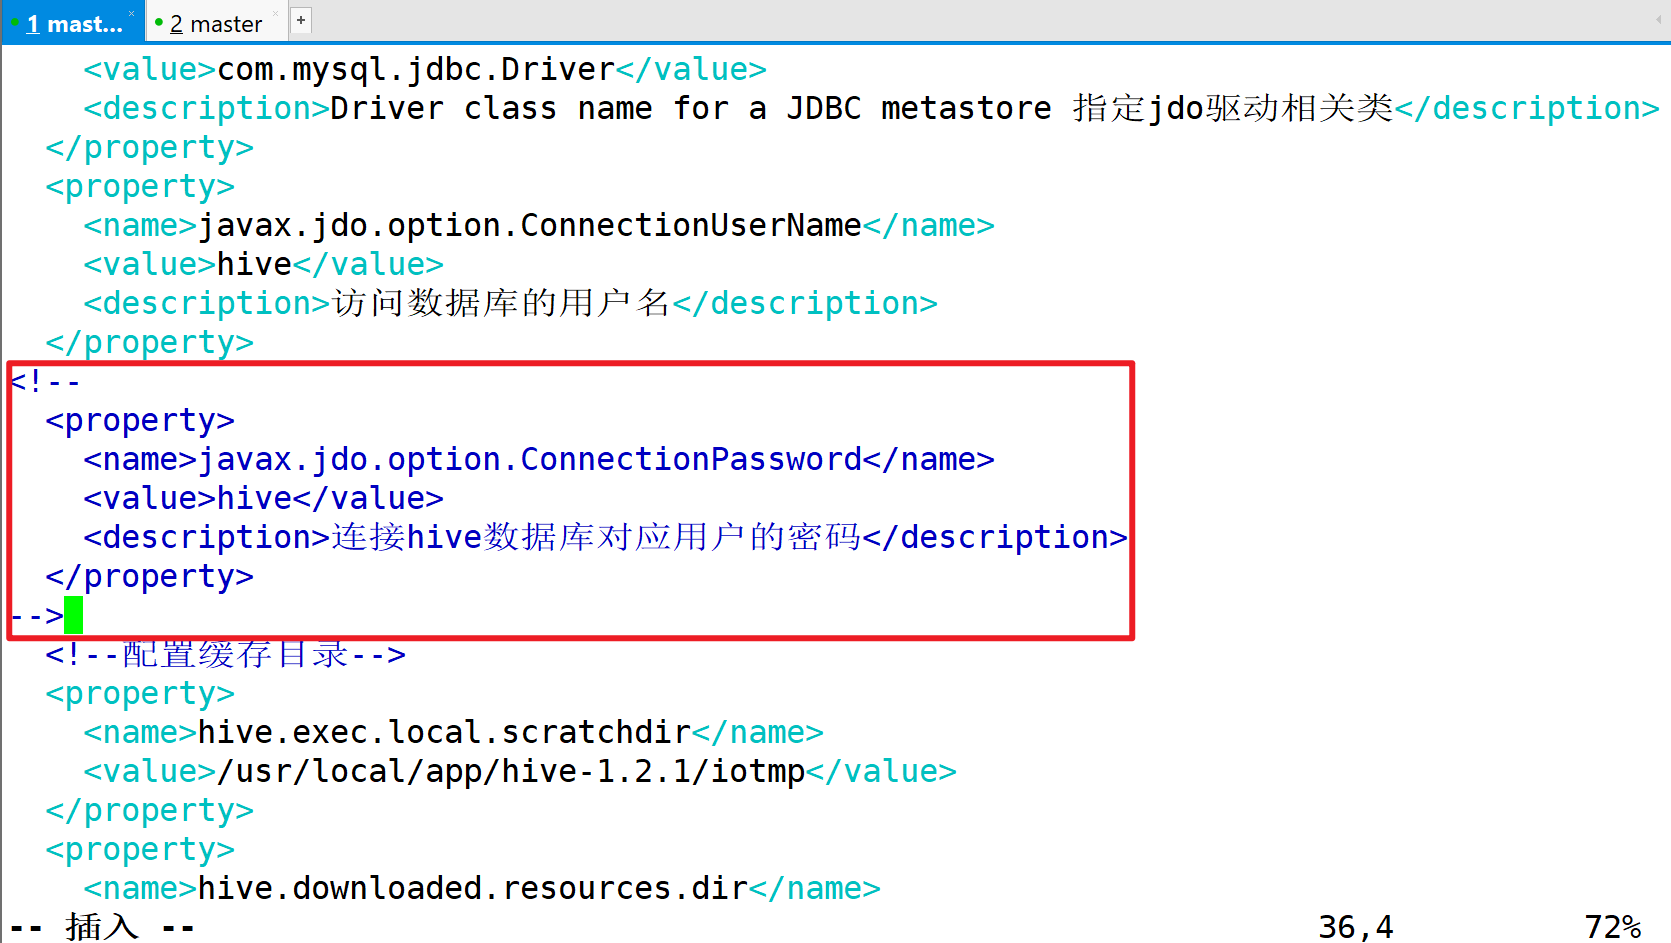 1 mast...
2 master
+
    <value>com.mysql.jdbc.Driver</value>
    <description>Driver class name for a JDBC metastore 指定jdo驱动相关类</description>
  </property>
  <property>
    <name>javax.jdo.option.ConnectionUserName</name>
    <value>hive</value>
    <description>访问数据库的用户名</description>
  </property>
<!--
  <property>
    <name>javax.jdo.option.ConnectionPassword</name>
    <value>hive</value>
    <description>连接hive数据库对应用户的密码</description>
  </property>
-->
  <!--配置缓存目录-->
  <property>
    <name>hive.exec.local.scratchdir</name>
    <value>/usr/local/app/hive-1.2.1/iotmp</value>
  </property>
  <property>
    <name>hive.downloaded.resources.dir</name>
-- 插入 -- 36,4 72%